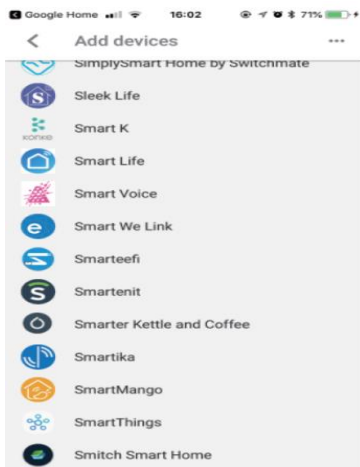 Google Home 16:02 71%
Add devices
SimplySmart Home by Switchmate
Sleek Life
KONKE
Smart K
Smart Life
Smart Voice
Smart We Link
Smarteefi
Smartenit
Smarter Kettle and Coffee
Smartika
SmartMango
SmartThings
Smitch Smart Home